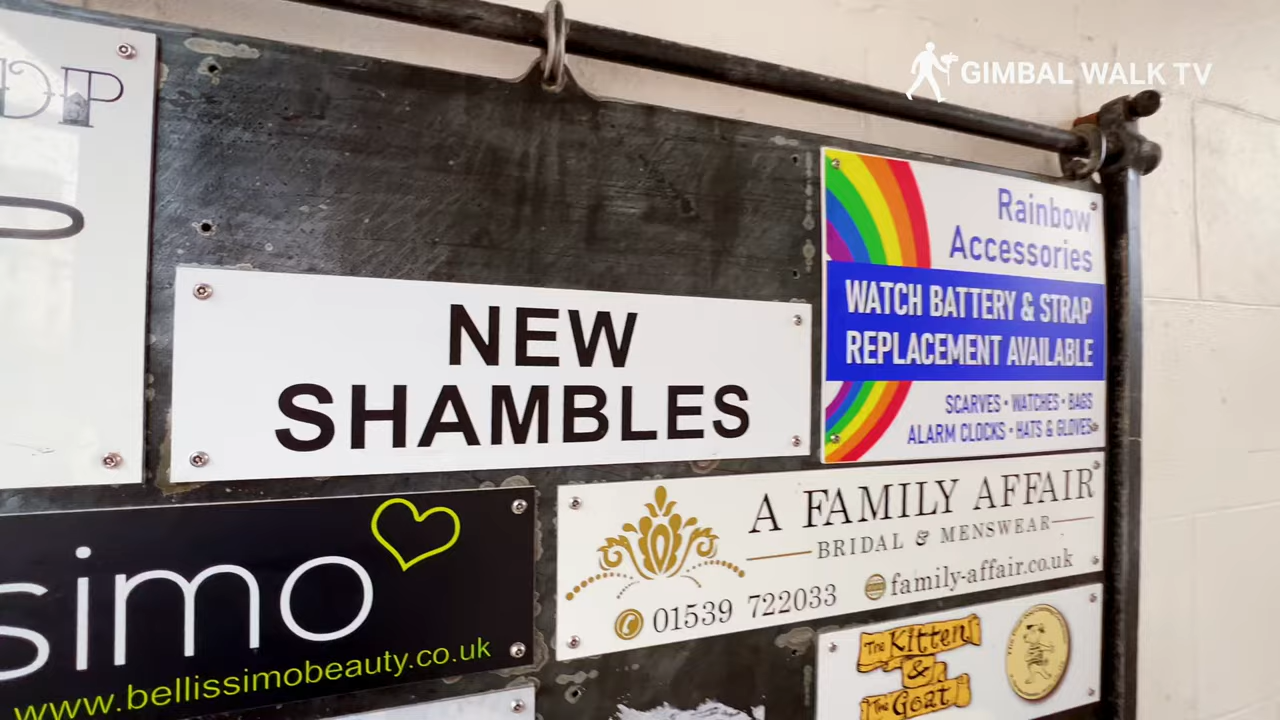 GIMBAL WALK TV
NEW
SHAMBLES
Rainbow
Accessories
WATCH BATTERY & STRAP
REPLACEMENT AVAILABLE
SCARVES • WATCHES • BAGS
ALARM CLOCKS • HATS & GLOVES
simo
www.bellissimobeauty.co.uk
A FAMILY AFFAIR
BRIDAL & MENSWEAR
01539 722033
family-affair.co.uk
The Kitten
&
The Goat